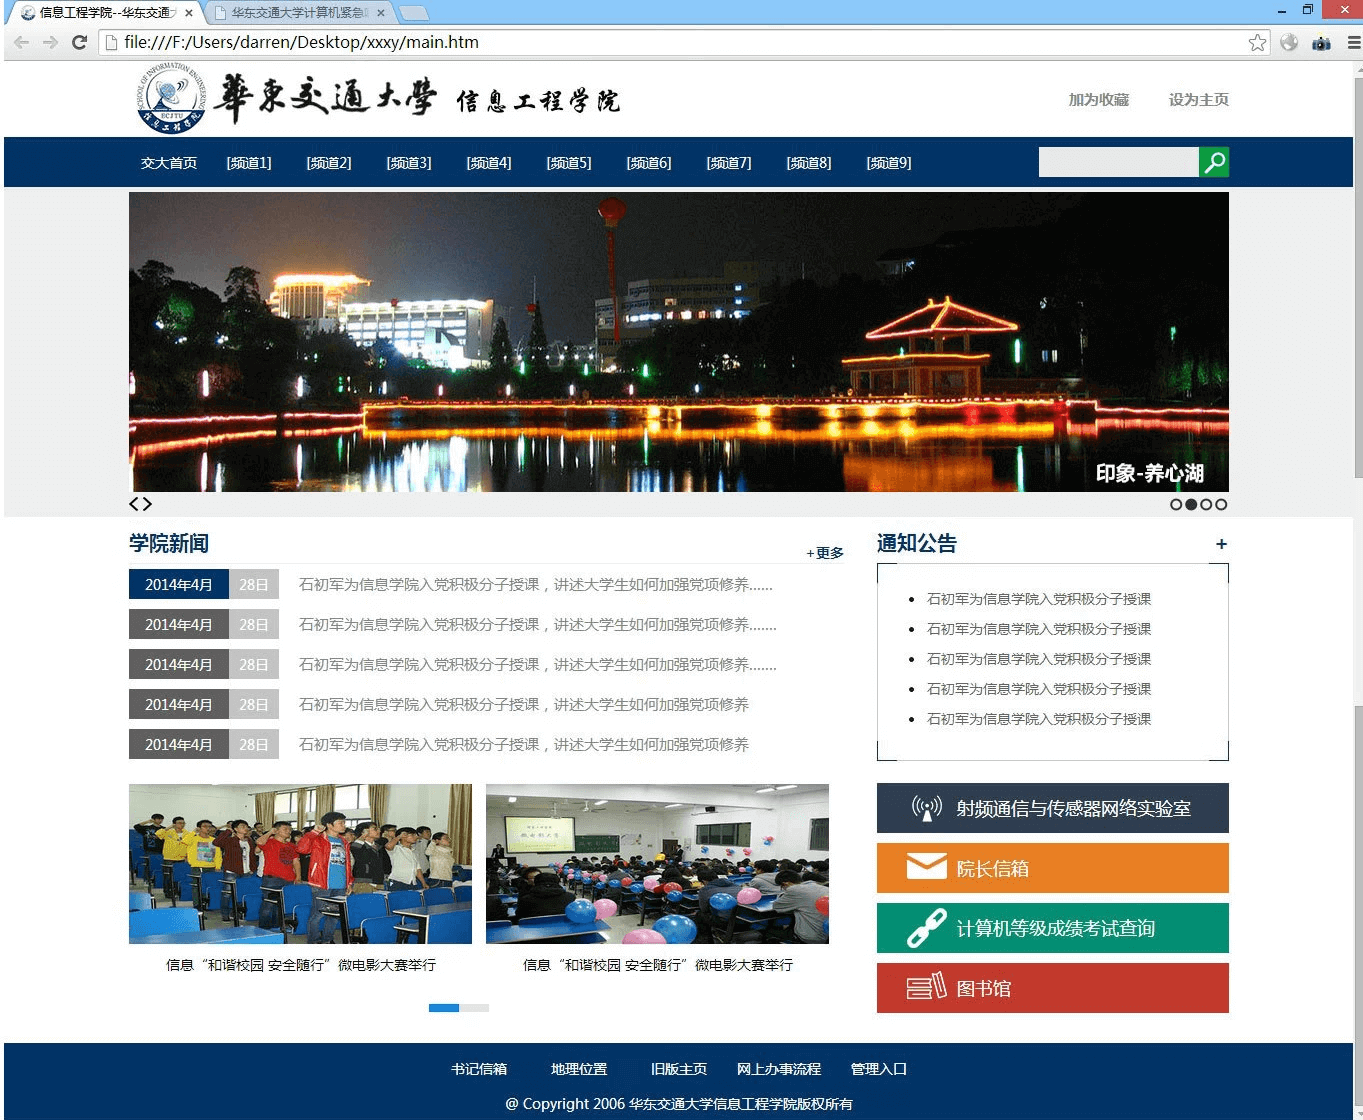 信息工程学院--华东交通大
华东交通大学计算机紧急
file:///F:/Users/darren/Desktop/xxxy/main.htm
SCHOOL OF INFORMATION ENGINEERING
ECJTU
信息工程学院
華東交通大學 信息工程学院
加为收藏 设为主页
交大首页 [频道1] [频道2] [频道3] [频道4] [频道5] [频道6] [频道7] [频道8] [频道9]
印象-养心湖
学院新闻
+更多
2014年4月 28日 石初军为信息学院入党积极分子授课，讲述大学生如何加强党项修养......
2014年4月 28日 石初军为信息学院入党积极分子授课，讲述大学生如何加强党项修养.......
2014年4月 28日 石初军为信息学院入党积极分子授课，讲述大学生如何加强党项修养.......
2014年4月 28日 石初军为信息学院入党积极分子授课，讲述大学生如何加强党项修养
2014年4月 28日 石初军为信息学院入党积极分子授课，讲述大学生如何加强党项修养
信息“和谐校园 安全随行”微电影大赛举行
信息“和谐校园 安全随行”微电影大赛举行
通知公告 +
石初军为信息学院入党积极分子授课
石初军为信息学院入党积极分子授课
石初军为信息学院入党积极分子授课
石初军为信息学院入党积极分子授课
石初军为信息学院入党积极分子授课
射频通信与传感器网络实验室
院长信箱
计算机等级成绩考试查询
图书馆
书记信箱 地理位置 旧版主页 网上办事流程 管理入口
@ Copyright 2006 华东交通大学信息工程学院版权所有